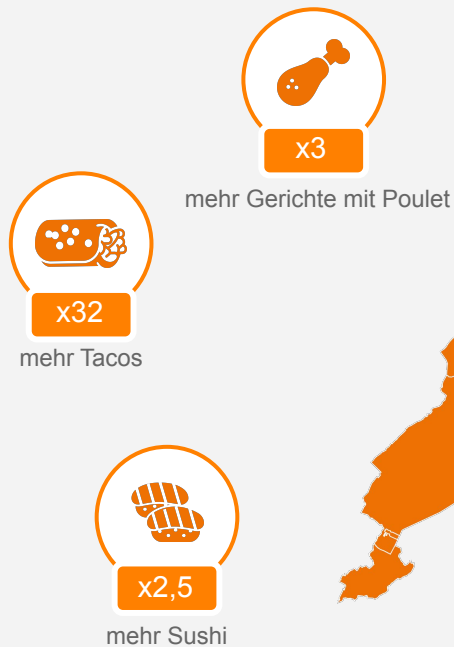 x3
mehr Gerichte mit Poulet
x32
mehr Tacos
x2,5
mehr Sushi